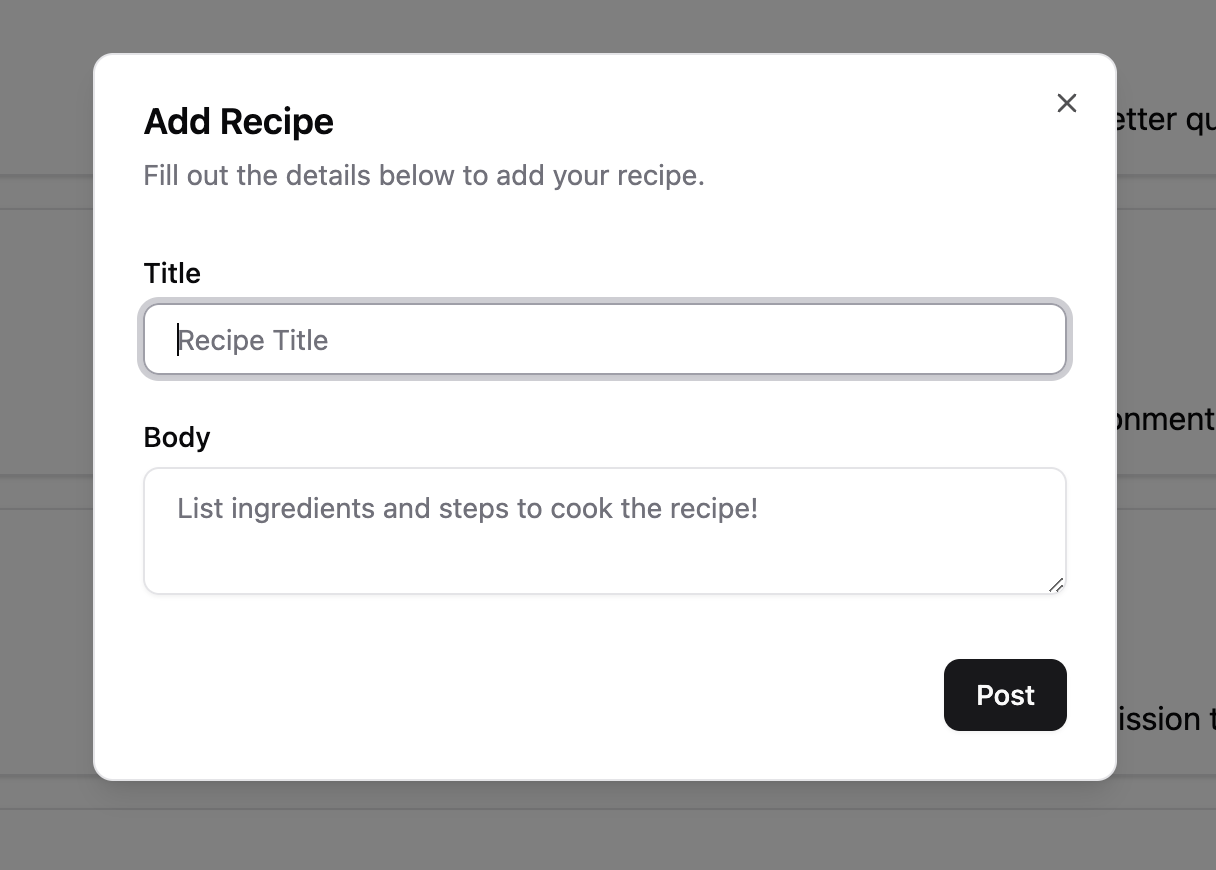 Add Recipe
Fill out the details below to add your recipe.
Title
Recipe Title
Body
List ingredients and steps to cook the recipe!
Post
etter qu
onment
ission t